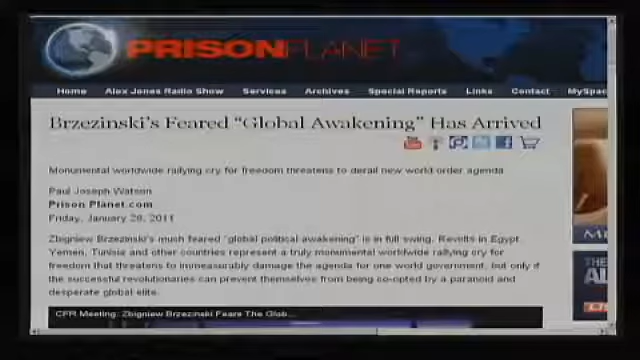 PRISONPLANET
Home Alex Jones Radio Show Services Archives Special Reports Links Contact MySpac
Brzezinski's Feared "Global Awakening" Has Arrived
Monumental worldwide rallying cry for freedom threatens to derail new world order agenda
Paul Joseph Watson
Prison Planet.com
Friday, January 28, 2011
Zbigniew Brzezinski's much feared "global political awakening" is in full swing. Revolts in Egypt,
Yemen, Tunisia and other countries represent a truly monumental worldwide rallying cry for
freedom that threatens to immeasurably damage the agenda for one world government, but only if
the successful revolutionaries can prevent themselves from being co-opted by a paranoid and
desperate global elite.
CFR Meeting: Zbigniew Brzezinski Fears The Glob...
THE